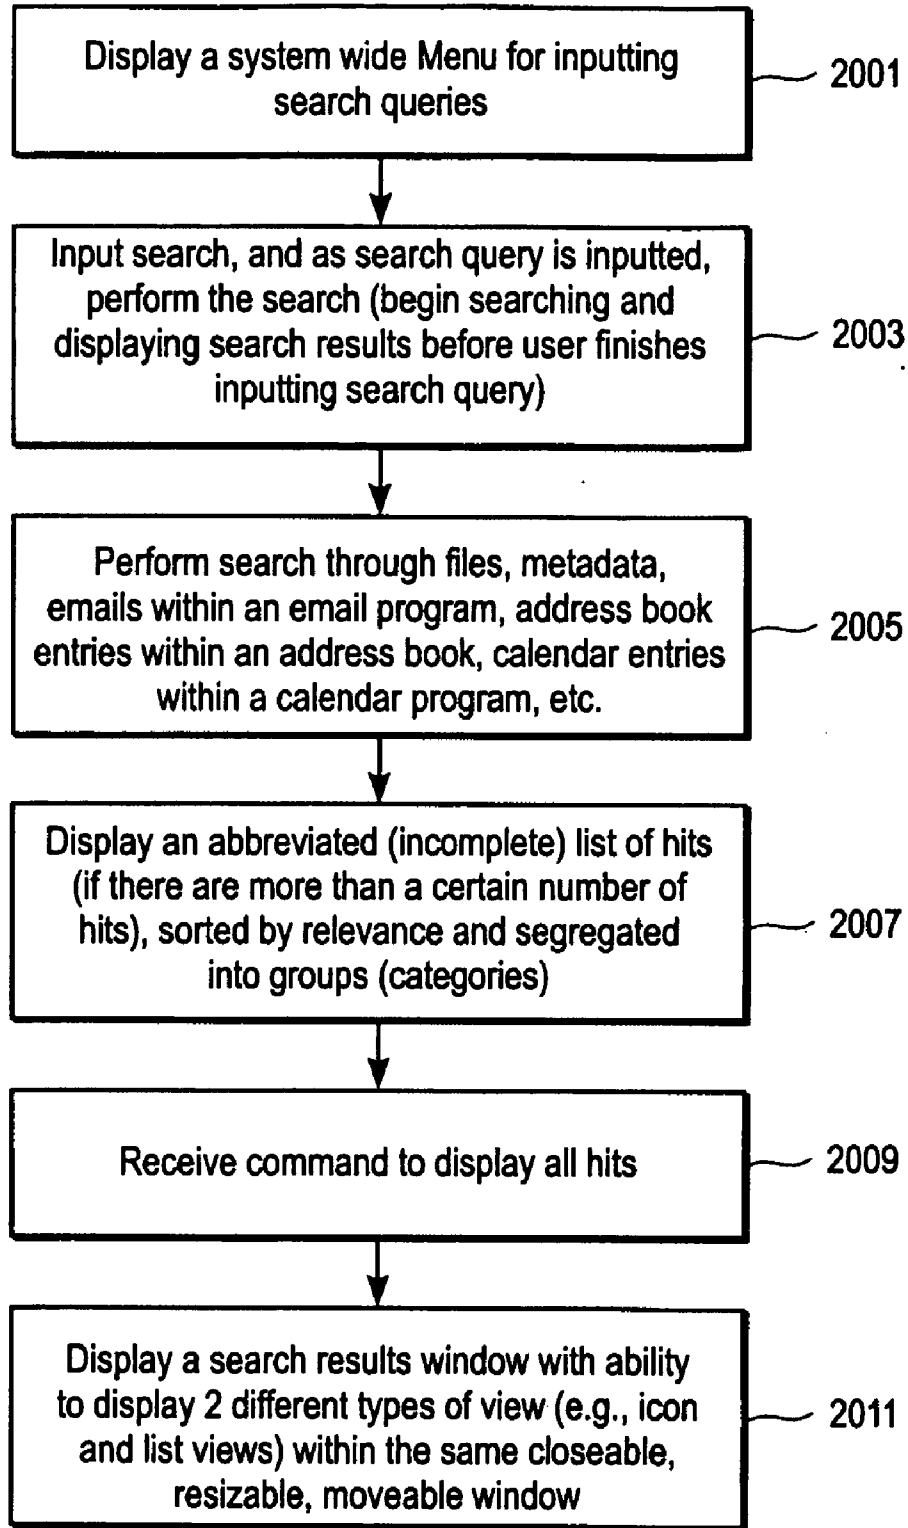 Display a system wide Menu for inputting
search queries
2001
Input search, and as search query is inputted,
perform the search (begin searching and
displaying search results before user finishes
inputting search query)
2003
Perform search through files, metadata,
emails within an email program, address book
entries within an address book, calendar entries
within a calendar program, etc.
2005
Display an abbreviated (incomplete) list of hits
(if there are more than a certain number of
hits), sorted by relevance and segregated
into groups (categories)
2007
Receive command to display all hits
2009
Display a search results window with ability
to display 2 different types of view (e.g., icon
and list views) within the same closeable,
resizable, moveable window
2011